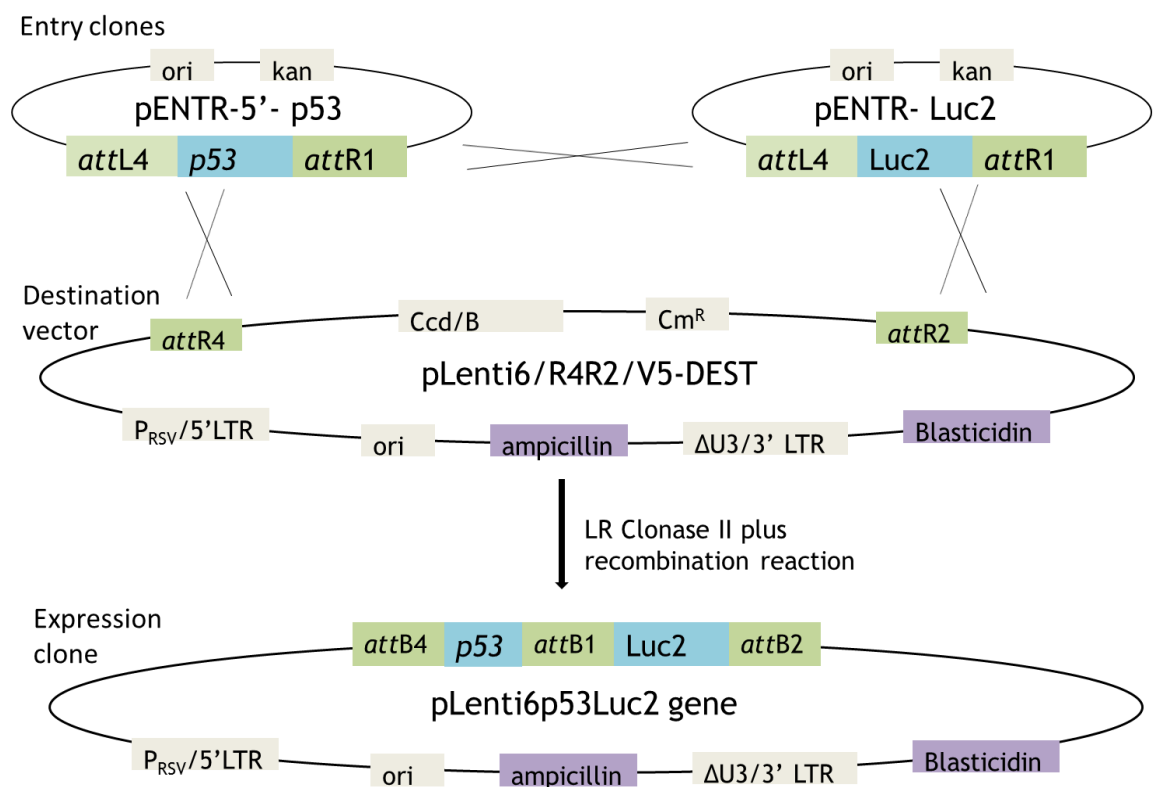 Entry clones
ori kan
pENTR-5’- p53
attL4 p53 attR1
ori kan
pENTR- Luc2
attL4 Luc2 attR1
Destination
vector
attR4
Ccd/B
CmR
attR2
pLenti6/R4R2/V5-DEST
PRSV/5’LTR
ori
ampicillin
ΔU3/3’ LTR
Blasticidin
LR Clonase II plus
recombination reaction
Expression
clone
attB4 p53 attB1 Luc2 attB2
pLenti6p53Luc2 gene
PRSV/5’LTR
ori
ampicillin
ΔU3/3’ LTR
Blasticidin